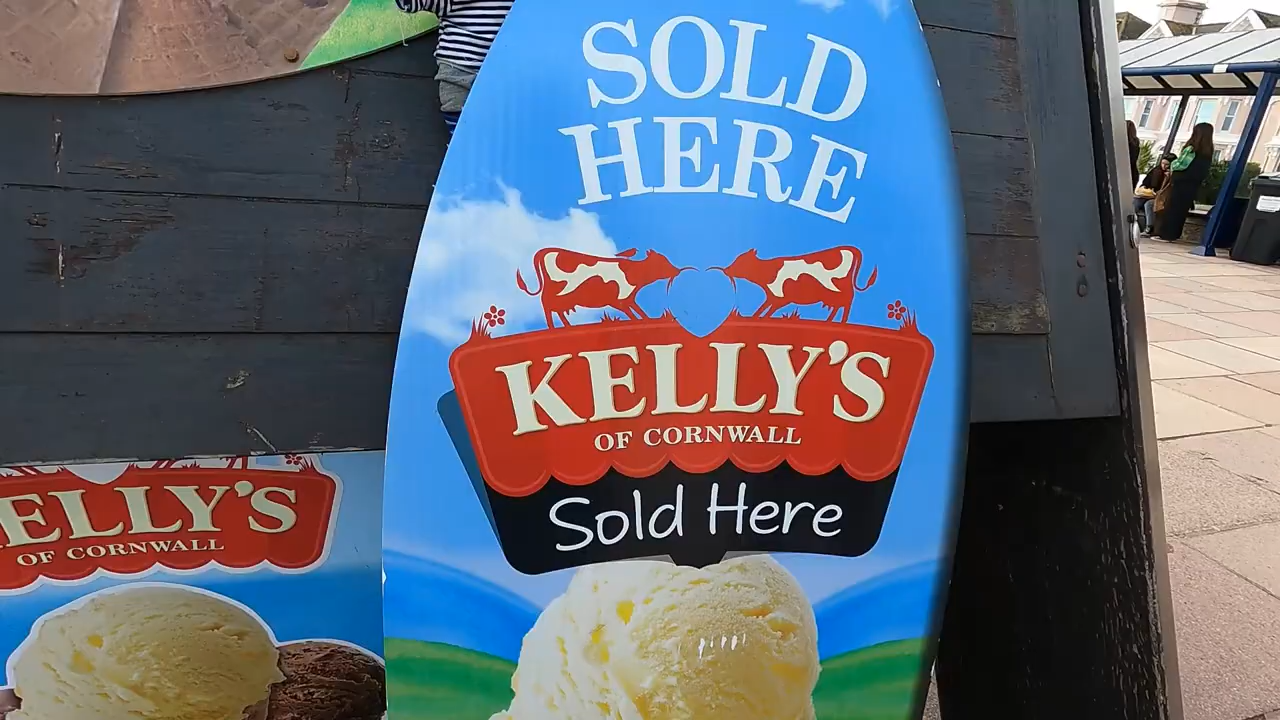 SOLD
HERE
KELLY'S
OF CORNWALL
Sold Here
ELLY'S
OF CORNWALL